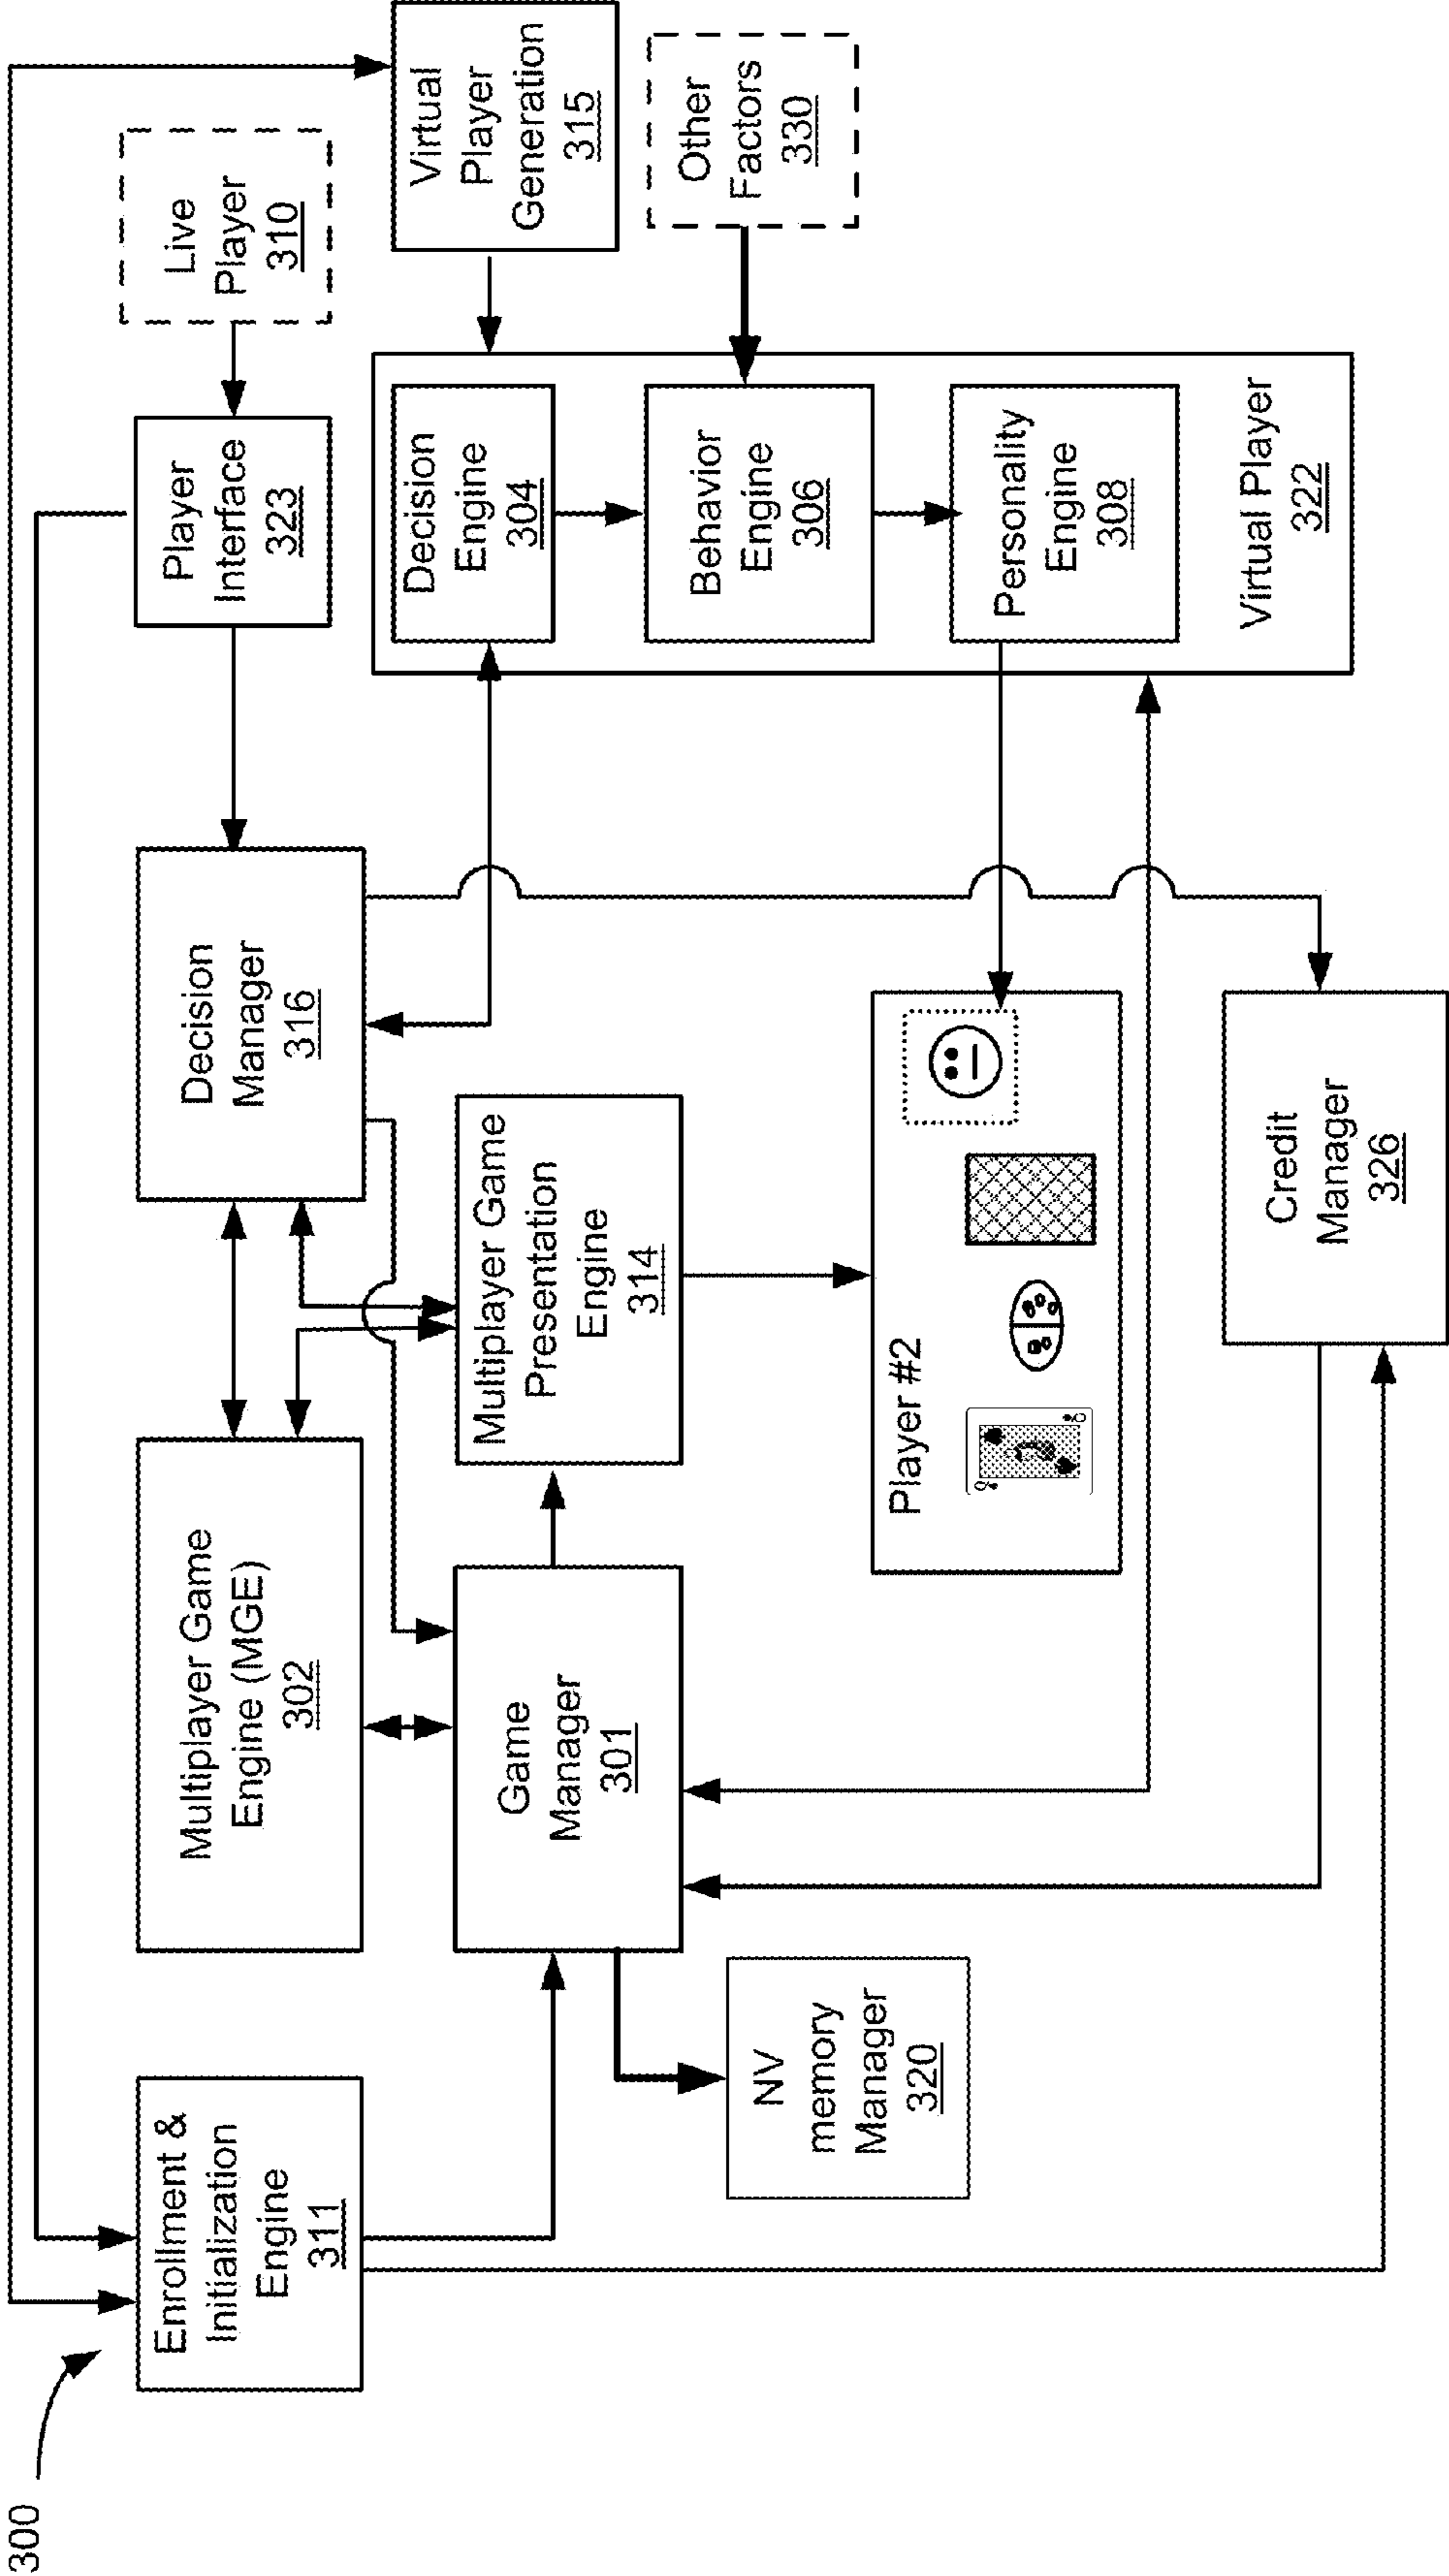 300
Enrollment &
Initialization
Engine
311
Multiplayer Game
Engine (MGE)
302
Decision
Manager
316
Player
Interface
323
Live
Player
310
Game
Manager
301
Multiplayer Game
Presentation
Engine
314
Virtual
Player
Generation
315
Decision
Engine
304
Other
Factors
330
Behavior
Engine
306
NV
memory
Manager
320
Player #2
Q
Q
Personality
Engine
308
Virtual Player
322
Credit
Manager
326